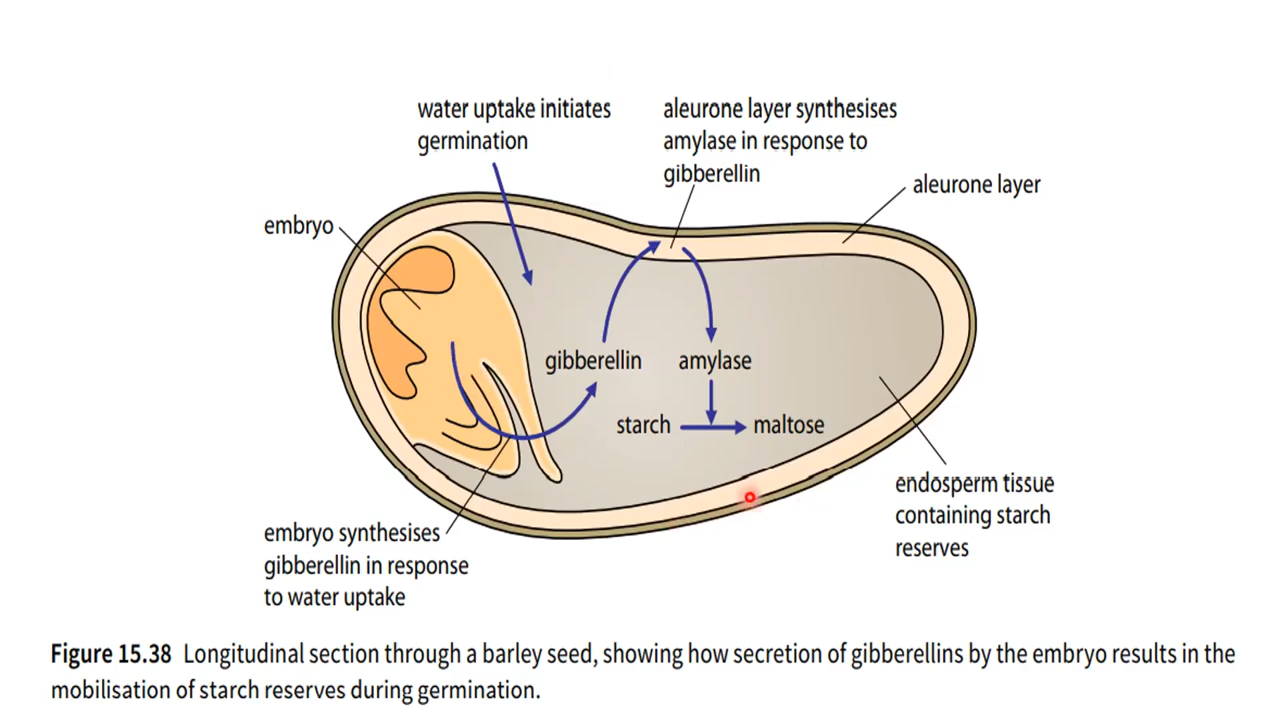 water uptake initiates
germination
aleurone layer synthesises
amylase in response to
gibberellin
aleurone layer
embryo
gibberellin
amylase
starch
maltose
endosperm tissue
containing starch
reserves
embryo synthesises
gibberellin in response
to water uptake
Figure 15.38 Longitudinal section through a barley seed, showing how secretion of gibberellins by the embryo results in the
mobilisation of starch reserves during germination.